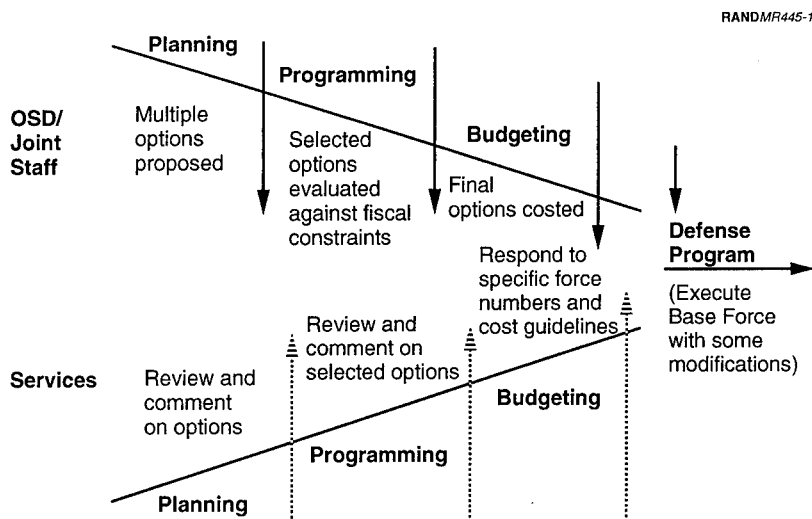 RANDMR445-1
Planning
Programming
Budgeting
OSD/
Joint
Staff
Multiple
options
proposed
Selected
options
evaluated
against fiscal
constraints
Final
options costed
Respond to
specific force
numbers and
cost guidelines
Defense
Program
(Execute
Base Force
with some
modifications)
Services
Review and
comment
on options
Review and
comment on
selected options
Planning
Programming
Budgeting